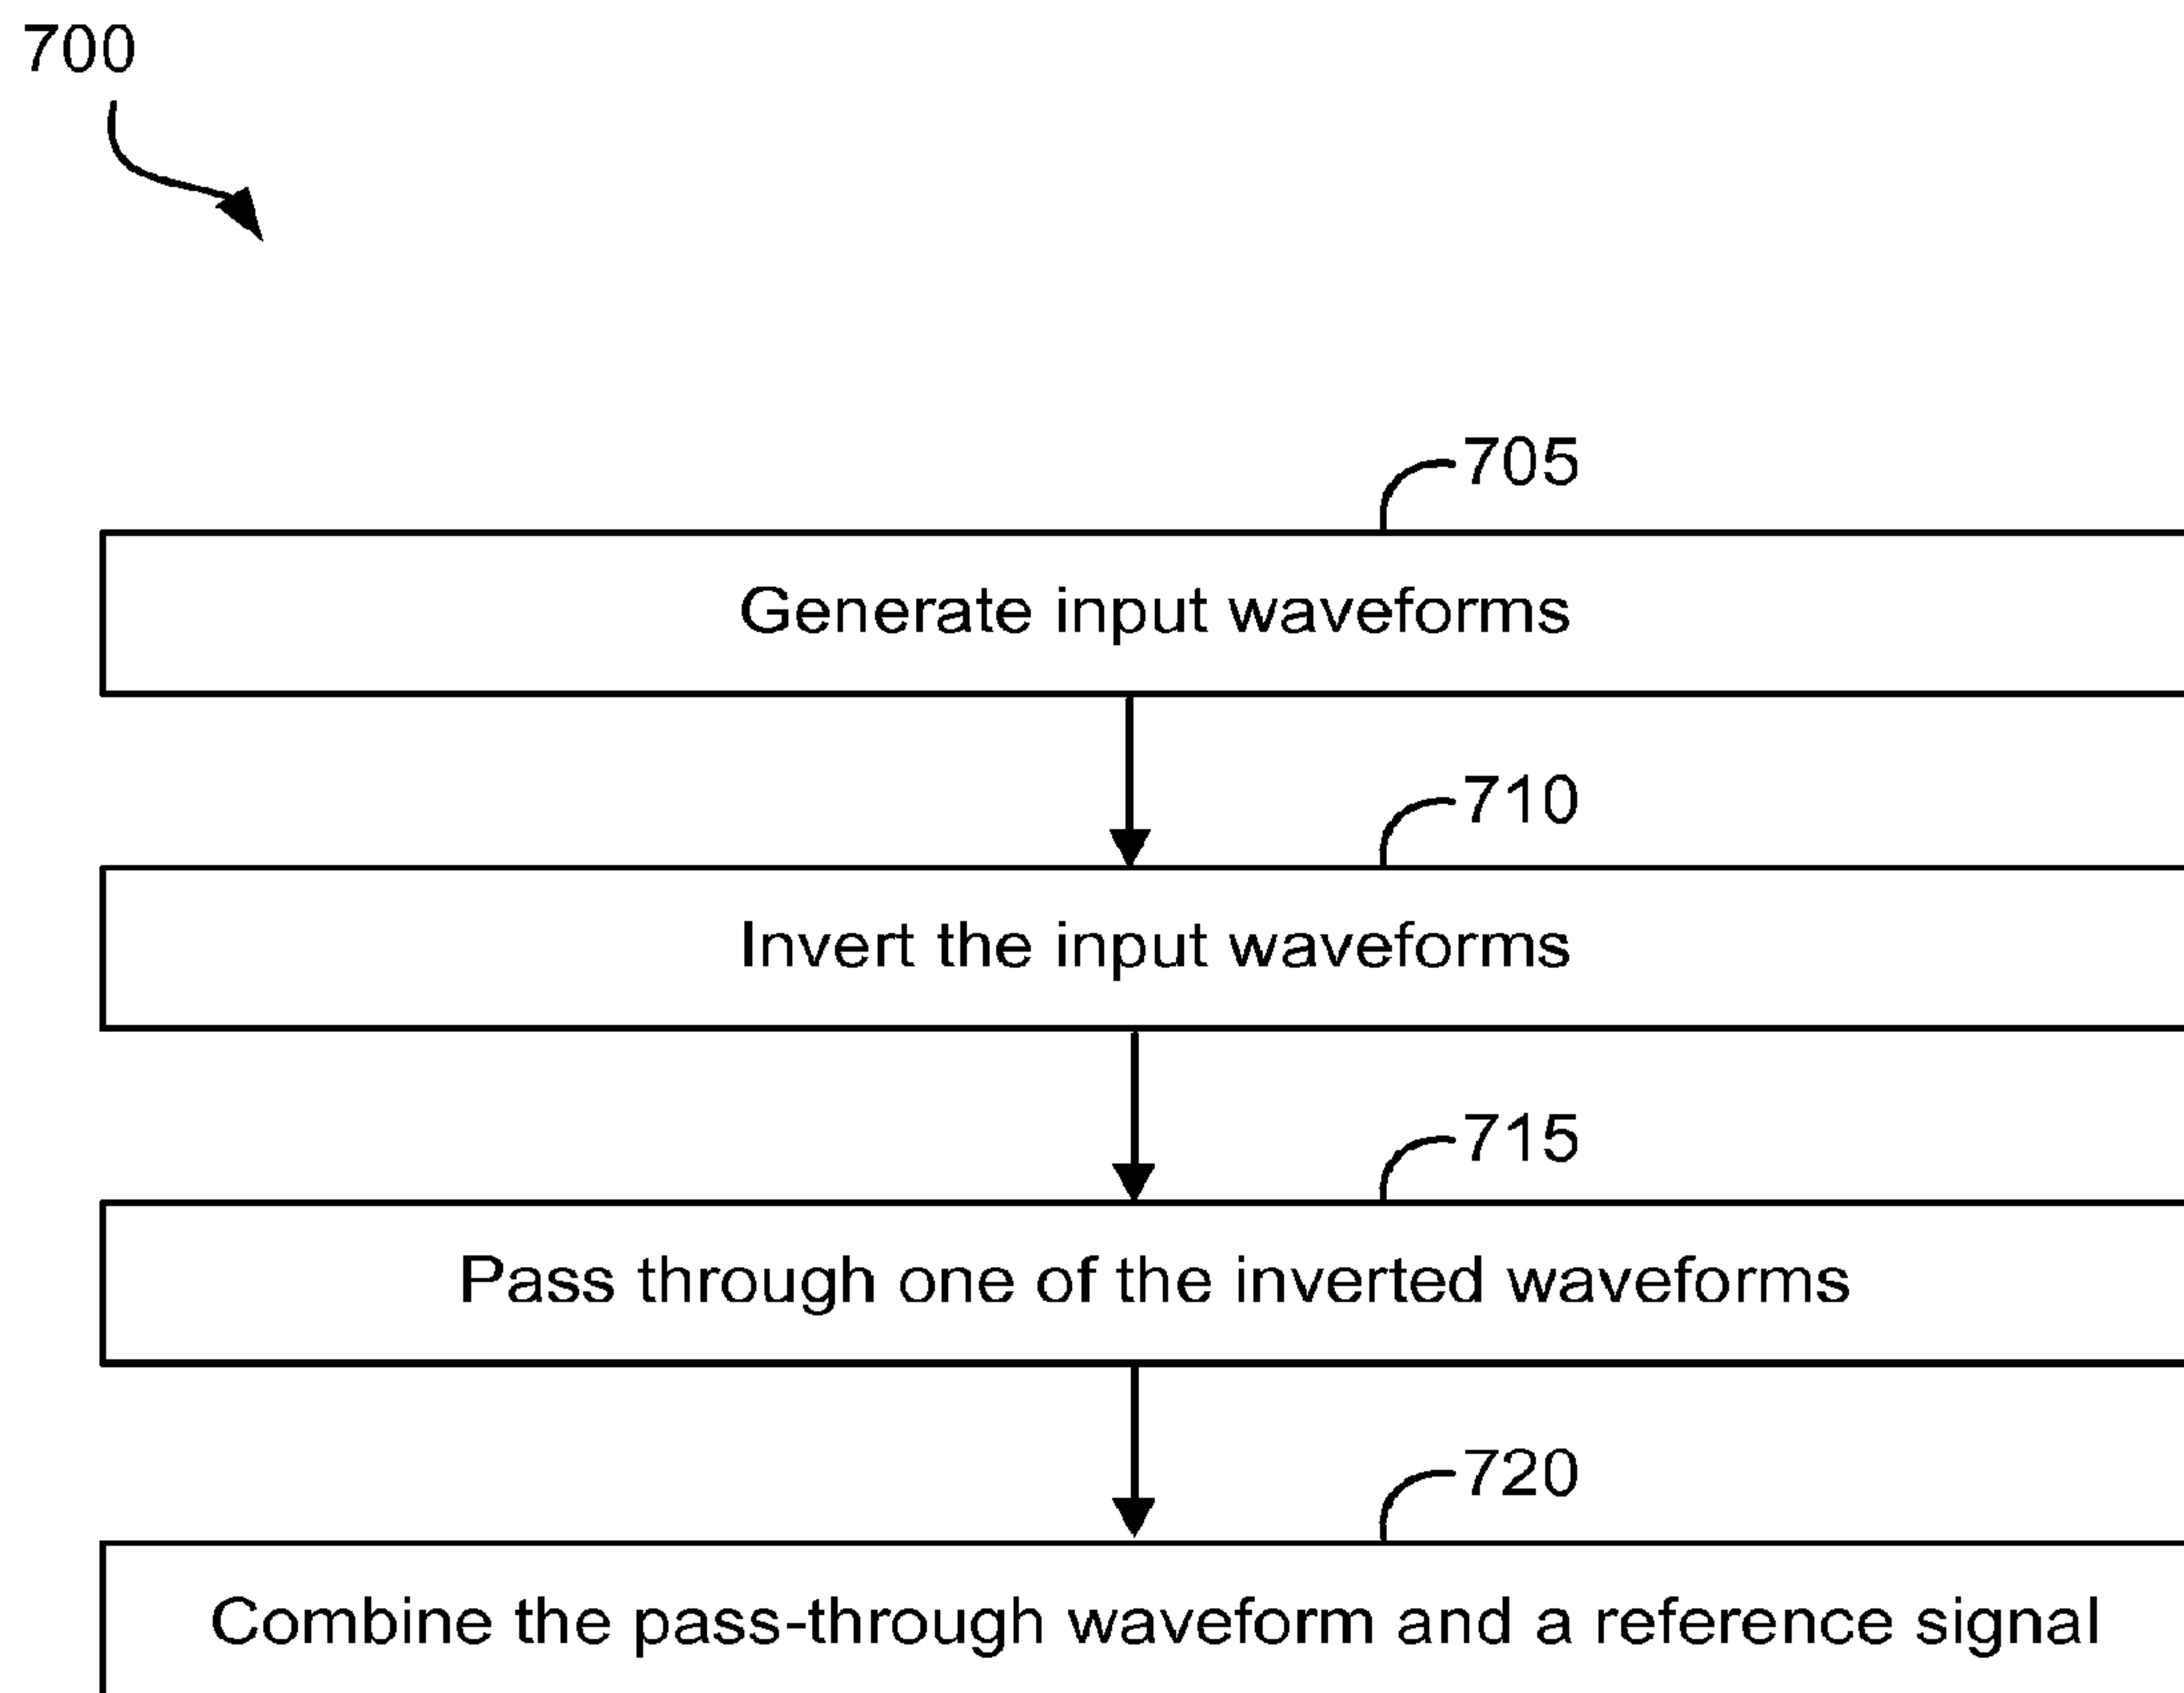 700
705
Generate input waveforms
710
Invert the input waveforms
715
Pass through one of the inverted waveforms
720
Combine the pass-through waveform and a reference signal